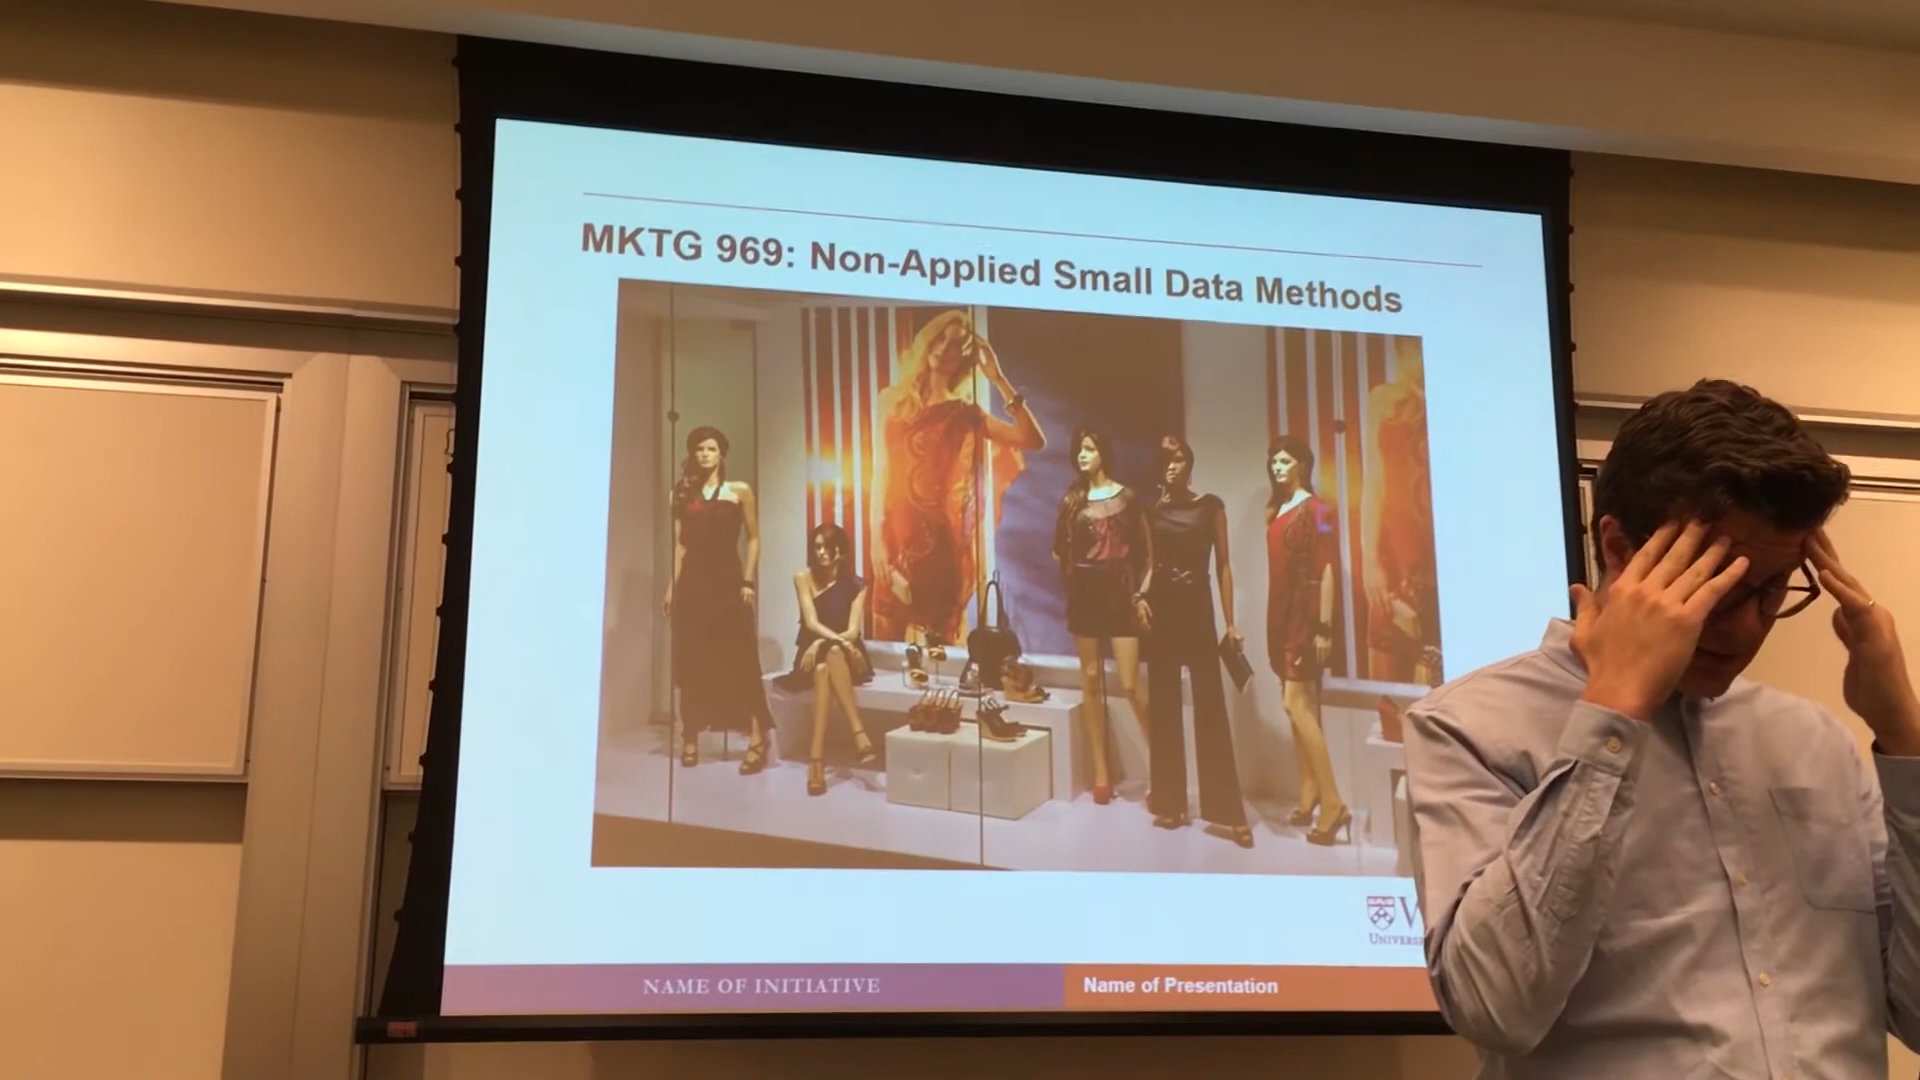 MKTG 969: Non-Applied Small Data Methods
NAME OF INITIATIVE
Name of Presentation